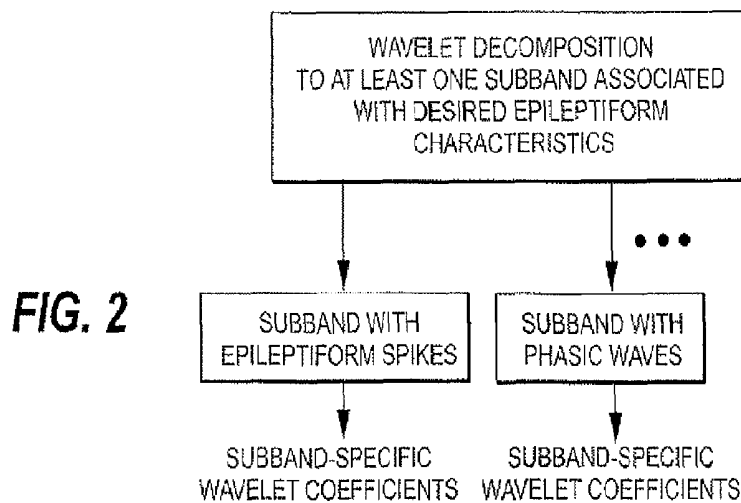 WAVELET DECOMPOSITION
TO AT LEAST ONE SUBBAND ASSOCIATED
WITH DESIRED EPILEPTIFORM
CHARACTERISTICS
FIG. 2
SUBBAND WITH
EPILEPTIFORM SPIKES
SUBBAND WITH
PHASIC WAVES
SUBBAND-SPECIFIC
WAVELET COEFFICIENTS
SUBBAND-SPECIFIC
WAVELET COEFFICIENTS